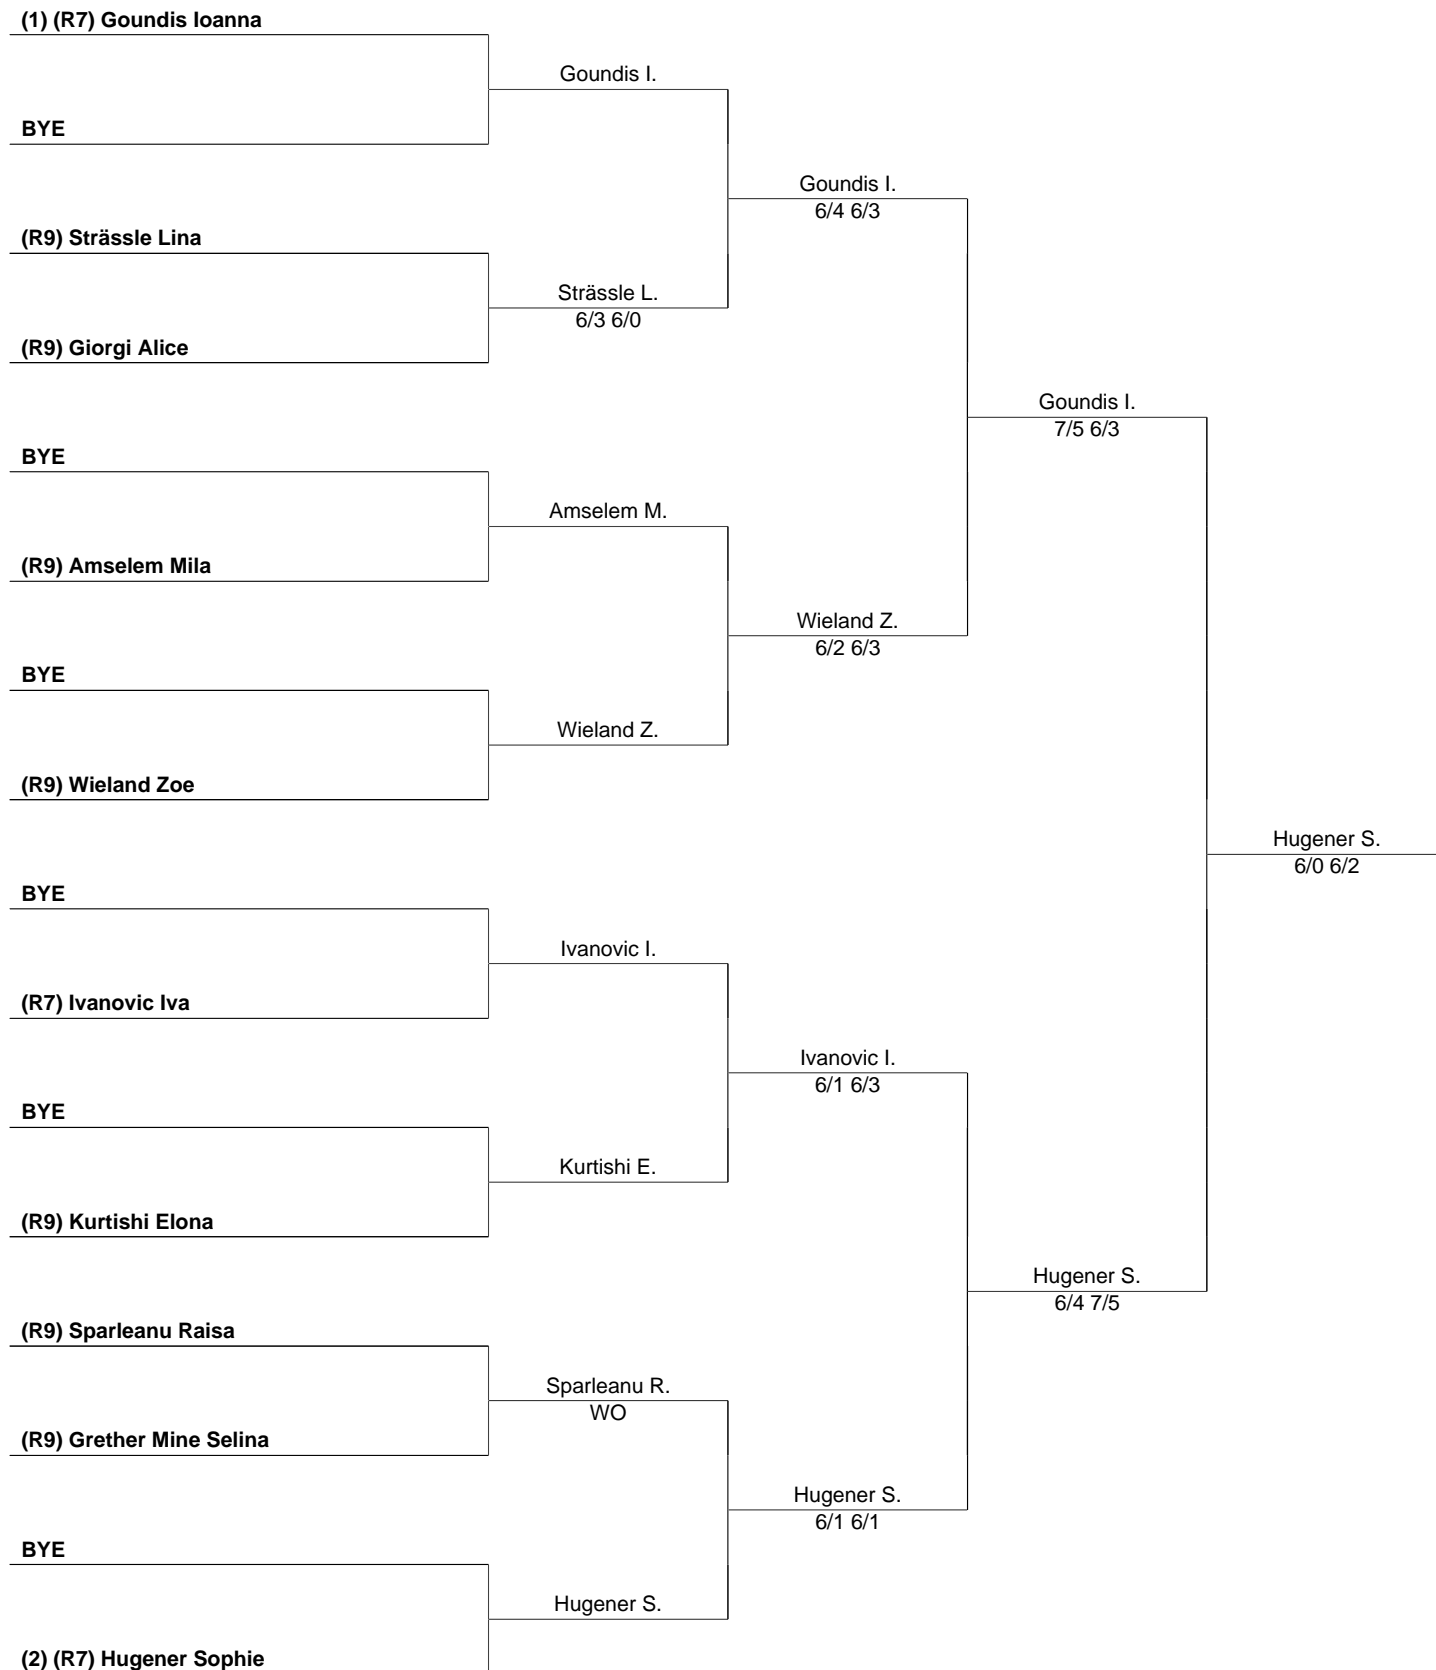 (1) (R7) Goundis Ioanna
Goundis I.
BYE
Goundis I.
6/4 6/3
(R9) Strässle Lina
Strässle L.
6/3 6/0
(R9) Giorgi Alice
Goundis I.
7/5 6/3
BYE
Amselem M.
(R9) Amselem Mila
Wieland Z.
6/2 6/3
BYE
Wieland Z.
(R9) Wieland Zoe
Hugener S.
6/0 6/2
BYE
Ivanovic I.
(R7) Ivanovic Iva
Ivanovic I.
6/1 6/3
BYE
Kurtishi E.
(R9) Kurtishi Elona
Hugener S.
6/4 7/5
(R9) Sparleanu Raisa
Sparleanu R.
WO
(R9) Grether Mine Selina
Hugener S.
6/1 6/1
BYE
Hugener S.
(2) (R7) Hugener Sophie